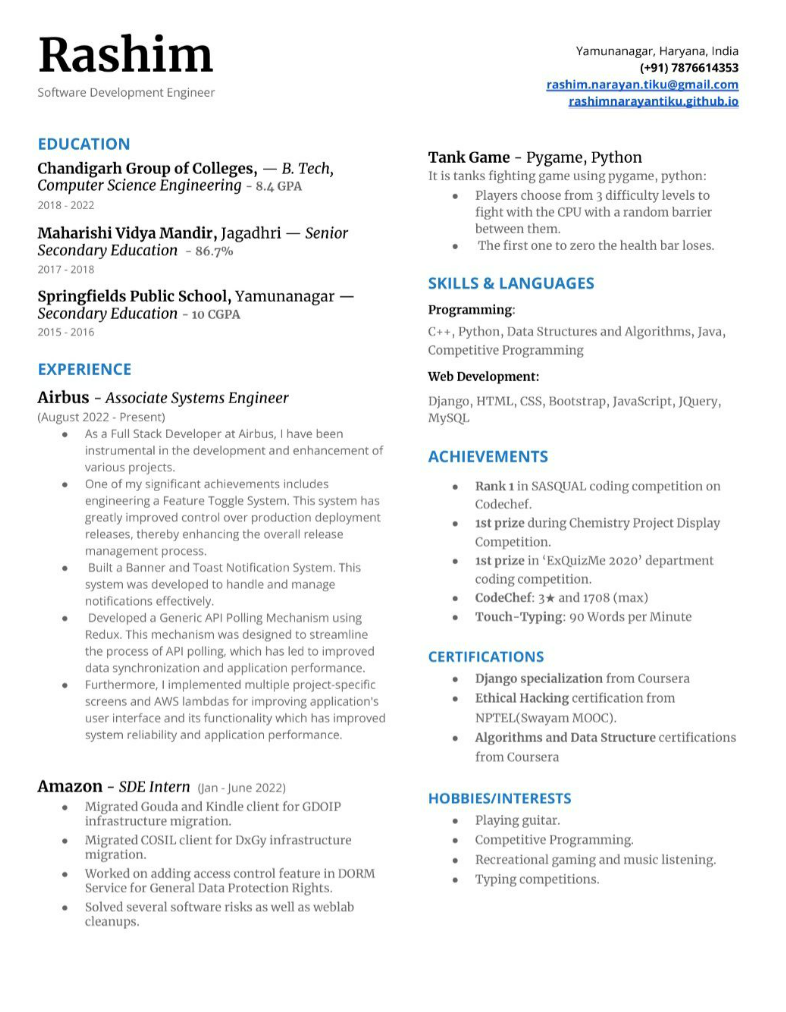 Rashim
Software Development Engineer
Yamunanagar, Haryana, India
(+91) 7876614353
rashim.narayan.tiku@gmail.com
rashimnarayantiku.github.io
EDUCATION
Chandigarh Group of Colleges, — B. Tech,
Computer Science Engineering - 8.4 GPA
2018 - 2022
Maharishi Vidya Mandir, Jagadhri — Senior
Secondary Education - 86.7%
2017 - 2018
Springfields Public School, Yamunanagar —
Secondary Education - 10 CGPA
2015 - 2016
EXPERIENCE
Airbus - Associate Systems Engineer
(August 2022 - Present)
● As a Full Stack Developer at Airbus, I have been
instrumental in the development and enhancement of
various projects.
● One of my significant achievements includes
engineering a Feature Toggle System. This system has
greatly improved control over production deployment
releases, thereby enhancing the overall release
management process.
● Built a Banner and Toast Notification System. This
system was developed to handle and manage
notifications effectively.
● Developed a Generic API Polling Mechanism using
Redux. This mechanism was designed to streamline
the process of API polling, which has led to improved
data synchronization and application performance.
● Furthermore, I implemented multiple project-specific
screens and AWS lambdas for improving application's
user interface and its functionality which has improved
system reliability and application performance.
Amazon - SDE Intern (Jan - June 2022)
● Migrated Gouda and Kindle client for GDOIP
infrastructure migration.
● Migrated COSIL client for DxGy infrastructure
migration.
● Worked on adding access control feature in DORM
Service for General Data Protection Rights.
● Solved several software risks as well as weblab
cleanups.
Tank Game - Pygame, Python
It is tanks fighting game using pygame, python:
● Players choose from 3 difficulty levels to
fight with the CPU with a random barrier
between them.
● The first one to zero the health bar loses.
SKILLS & LANGUAGES
Programming:
C++, Python, Data Structures and Algorithms, Java,
Competitive Programming
Web Development:
Django, HTML, CSS, Bootstrap, JavaScript, JQuery,
MySQL
ACHIEVEMENTS
● Rank 1 in SASQUAL coding competition on
Codechef.
● 1st prize during Chemistry Project Display
Competition.
● 1st prize in ‘ExQuizMe 2020’ department
coding competition.
● CodeChef: 3★ and 1708 (max)
● Touch-Typing: 90 Words per Minute
CERTIFICATIONS
● Django specialization from Coursera
● Ethical Hacking certification from
NPTEL(Swayam MOOC).
● Algorithms and Data Structure certifications
from Coursera
HOBBIES/INTERESTS
● Playing guitar.
● Competitive Programming.
● Recreational gaming and music listening.
● Typing competitions.